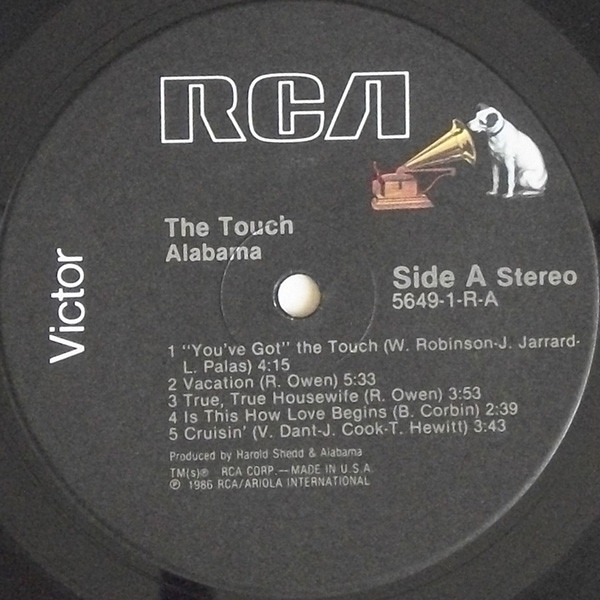 RCA
Victor
The Touch
Alabama
Side A Stereo
5649-1-R-A
1 "You've Got" the Touch (W. Robinson-J. Jarrard-
L. Palas) 4:15
2 Vacation (R. Owen) 5:33
3 True, True Housewife (R. Owen) 3:53
4 Is This How Love Begins (B. Corbin) 2:39
5 Cruisin' (V. Dant-J. Cook-T. Hewitt) 3:43
Produced by Harold Shedd & Alabama
TM(s)® RCA CORP.—MADE IN U.S.A.
℗ 1986 RCA/ARIOLA INTERNATIONAL